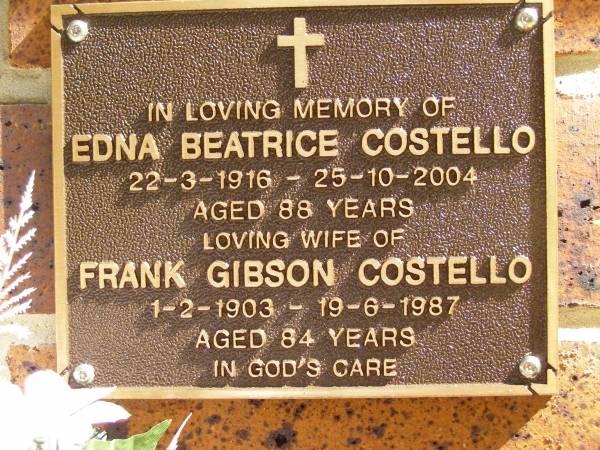 IN LOVING MEMORY OF
EDNA BEATRICE COSTELLO
22-3-1916 - 25-10-2004
AGED 88 YEARS
LOVING WIFE OF
FRANK GIBSON COSTELLO
1-2-1903 - 19-6-1987
AGED 84 YEARS
IN GOD'S CARE